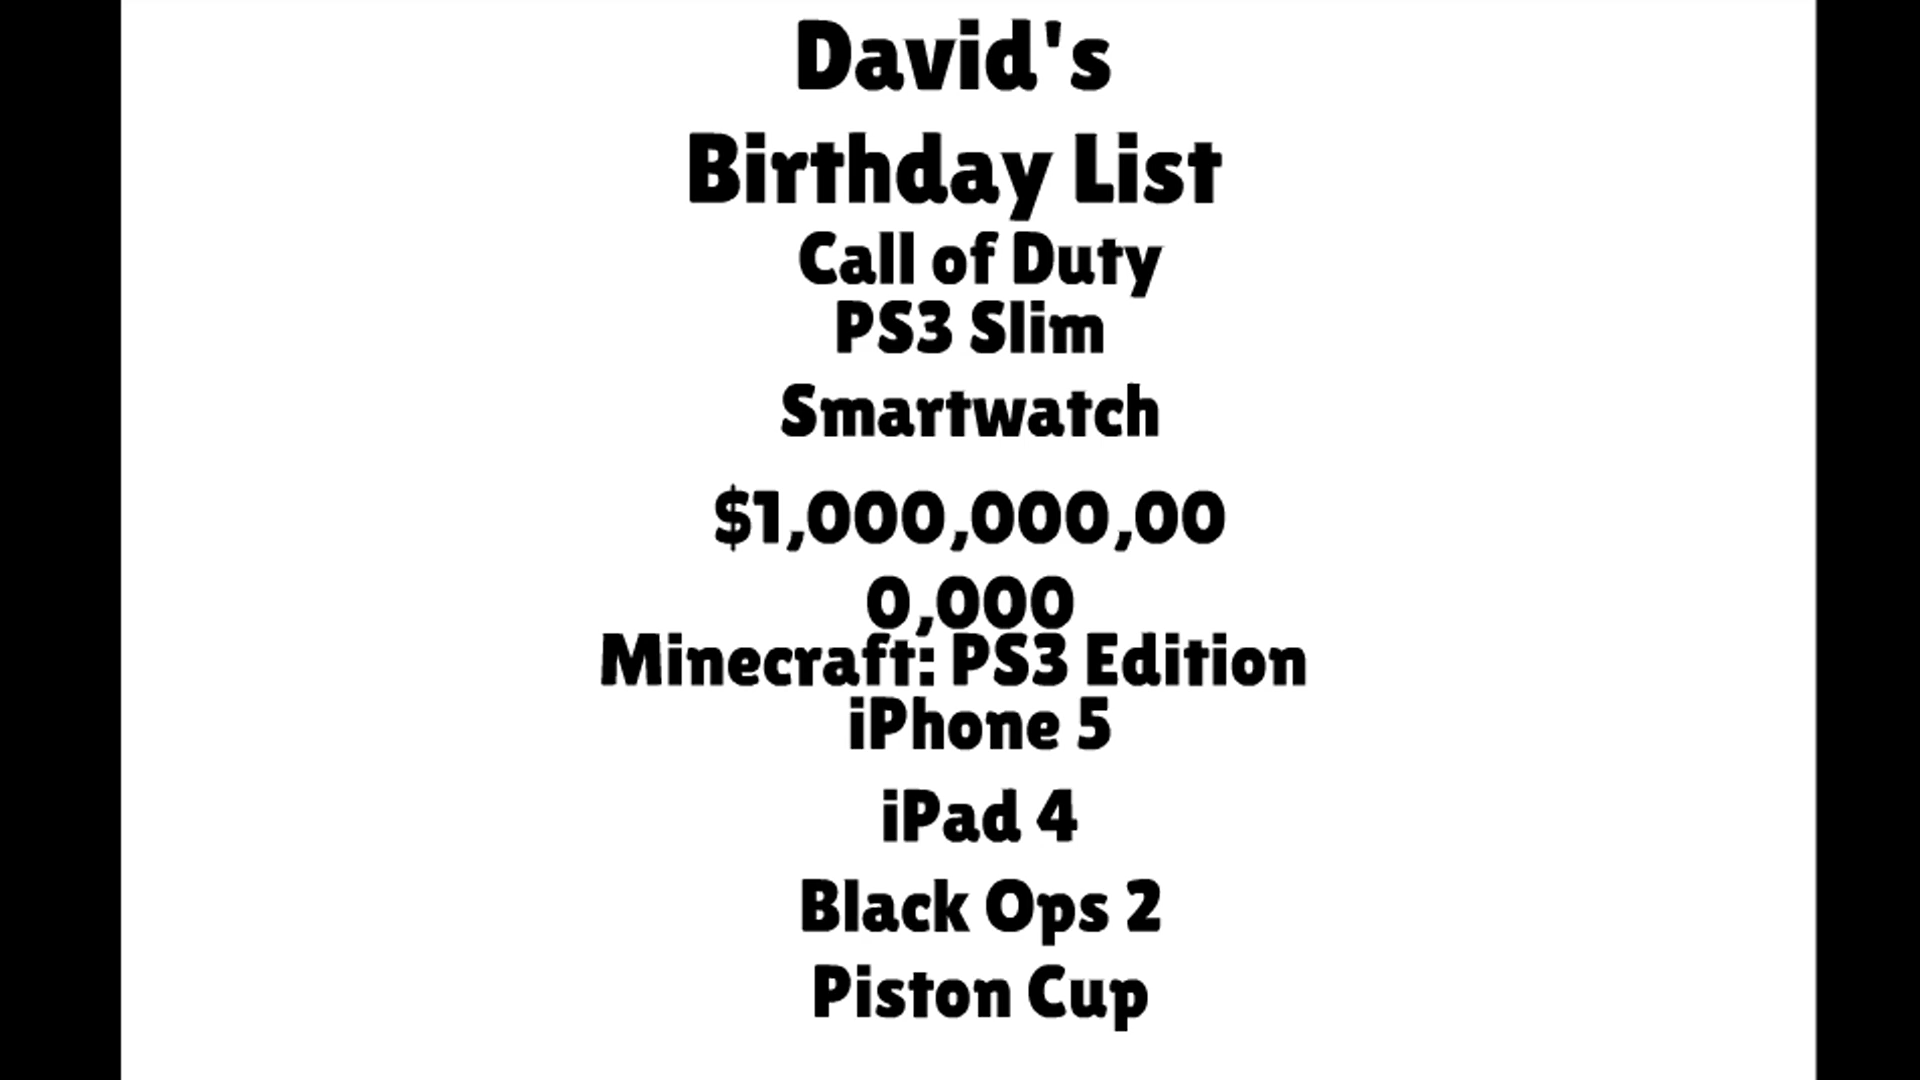 David's
Birthday List
Call of Duty
PS3 Slim
Smartwatch
$1,000,000,00
0,000
Minecraft: PS3 Edition
iPhone 5
iPad 4
Black Ops 2
Piston Cup